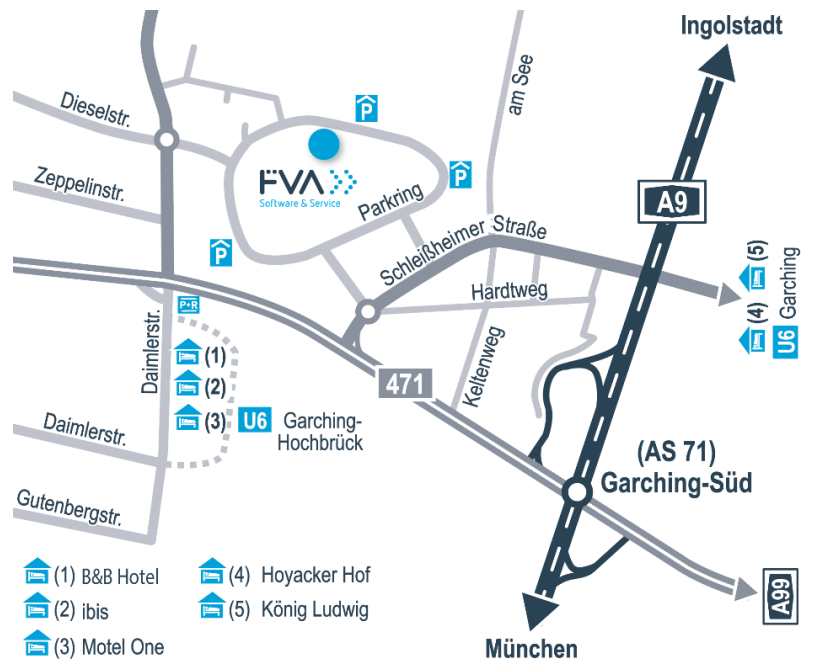 Ingolstadt
am See
Dieselstr.
P
P
FVA
Software & Service
Zeppelinstr.
Parkring
A9
P
Schleißheimer Straße
(5)
Garching
Hardtweg
(4)
U6
P+R
Daimlerstr.
(1)
(2)
(3)
U6
Garching-
Hochbrück
471
Keltenweg
Daimlerstr.
(AS 71)
Garching-Süd
Gutenbergstr.
(1) B&B Hotel
(4) Hoyacker Hof
(2) ibis
(5) König Ludwig
(3) Motel One
A99
München